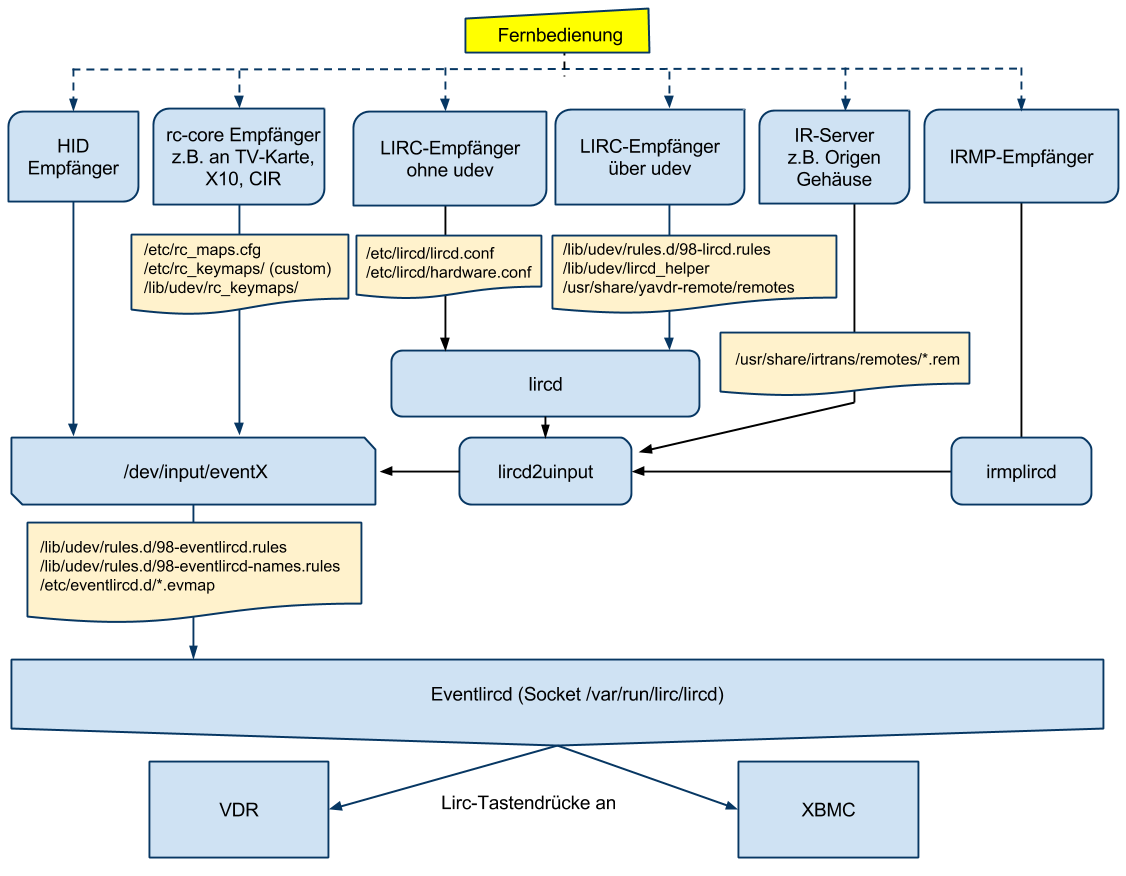 Fernbedienung
HID
Empfänger
rc-core Empfänger
z.B. an TV-Karte,
X10, CIR
LIRC-Empfänger
ohne udev
LIRC-Empfänger
über udev
IR-Server
z.B. Origen
Gehäuse
IRMP-Empfänger
/etc/rc_maps.cfg
/etc/rc_keymaps/ (custom)
/lib/udev/rc_keymaps/
/etc/lircd/lircd.conf
/etc/lircd/hardware.conf
/lib/udev/rules.d/98-lircd.rules
/lib/udev/lircd_helper
/usr/share/yavdr-remote/remotes
/usr/share/irtrans/remotes/*.rem
lircd
/dev/input/eventX
lircd2uinput
irmplircd
/lib/udev/rules.d/98-eventlircd.rules
/lib/udev/rules.d/98-eventlircd-names.rules
/etc/eventlircd.d/*.evmap
Eventlircd (Socket /var/run/lirc/lircd)
VDR
Lirc-Tastendrücke an
XBMC